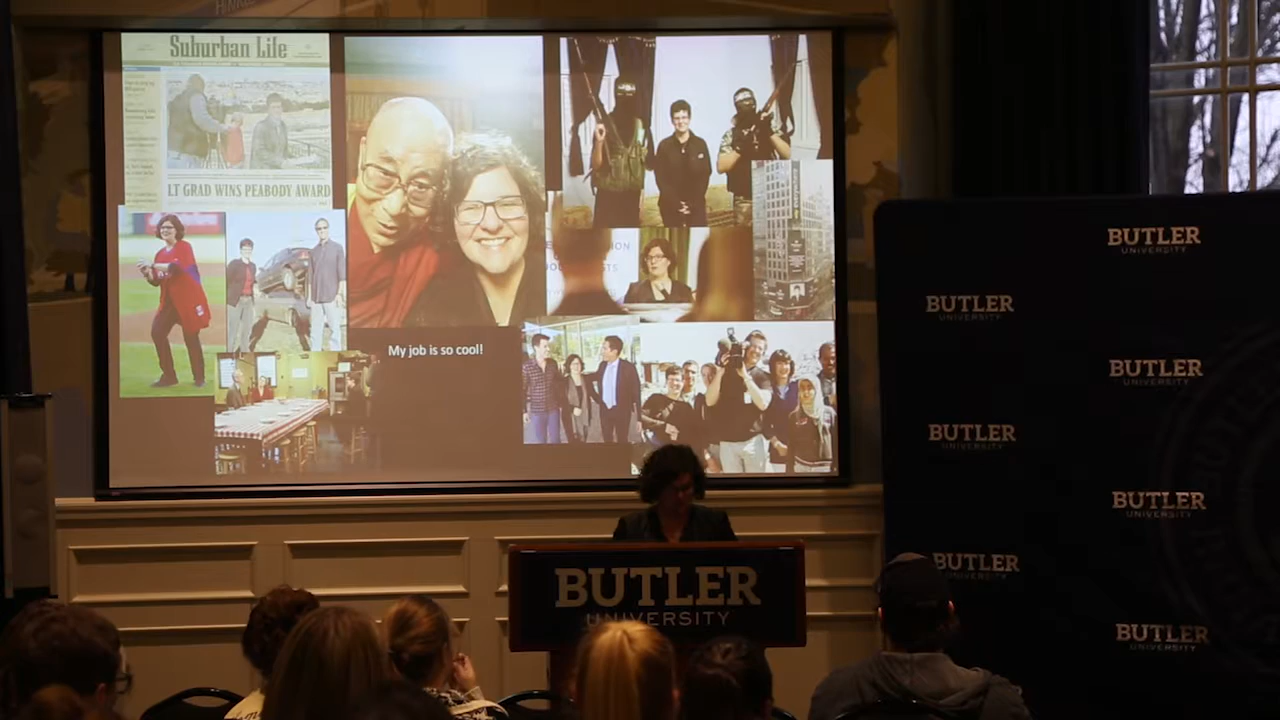 Suburban Life
LT GRAD WINS PEABODY AWARD
My job is so cool!
BUTLER
UNIVERSITY
BUTLER
UNIVERSITY
BUTLER
UNIVERSITY
BUTLER
UNIVERSITY
BUTLER
UNIVERSITY
BUTLER
UNIVERSITY
BUTLER
UNIVERSITY
BUTLER
UNIVERSITY